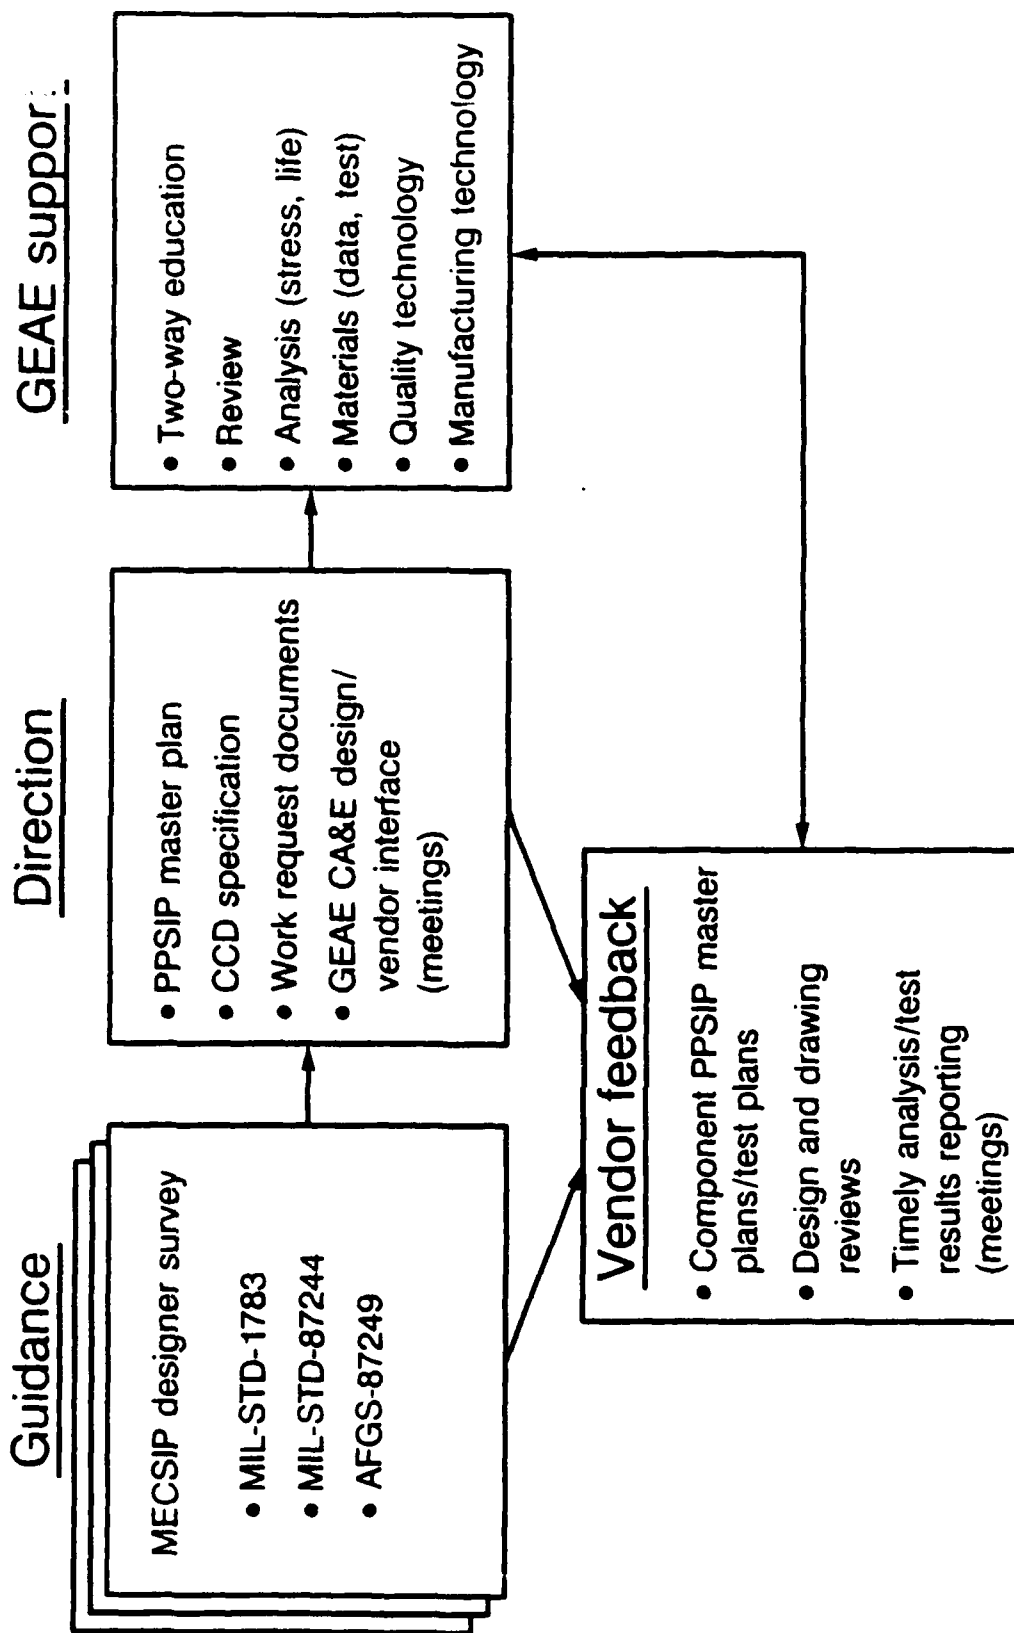 Guidance
MECSIP designer survey
• MIL-STD-1783
• MIL-STD-87244
• AFGS-87249
Direction
• PPSIP master plan
• CCD specification
• Work request documents
• GEAE CA&E design/
vendor interface
(meetings)
GEAE suppor
• Two-way education
• Review
• Analysis (stress, life)
• Materials (data, test)
• Quality technology
• Manufacturing technology
Vendor feedback
• Component PPSIP master
plans/test plans
• Design and drawing
reviews
• Timely analysis/test
results reporting
(meetings)